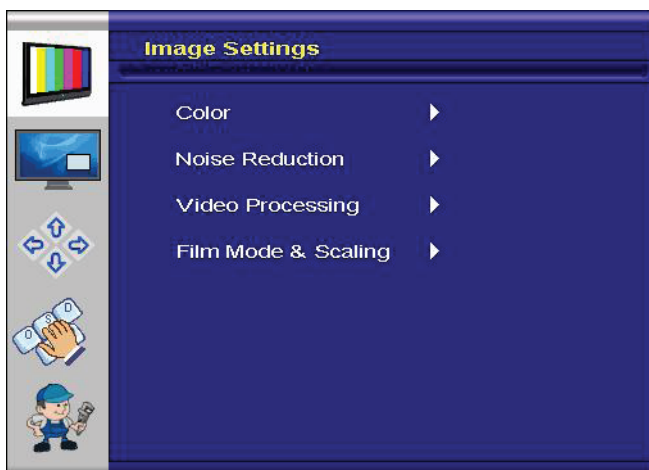 Image Settings
Color
Noise Reduction
Video Processing
Film Mode & Scaling
O S D